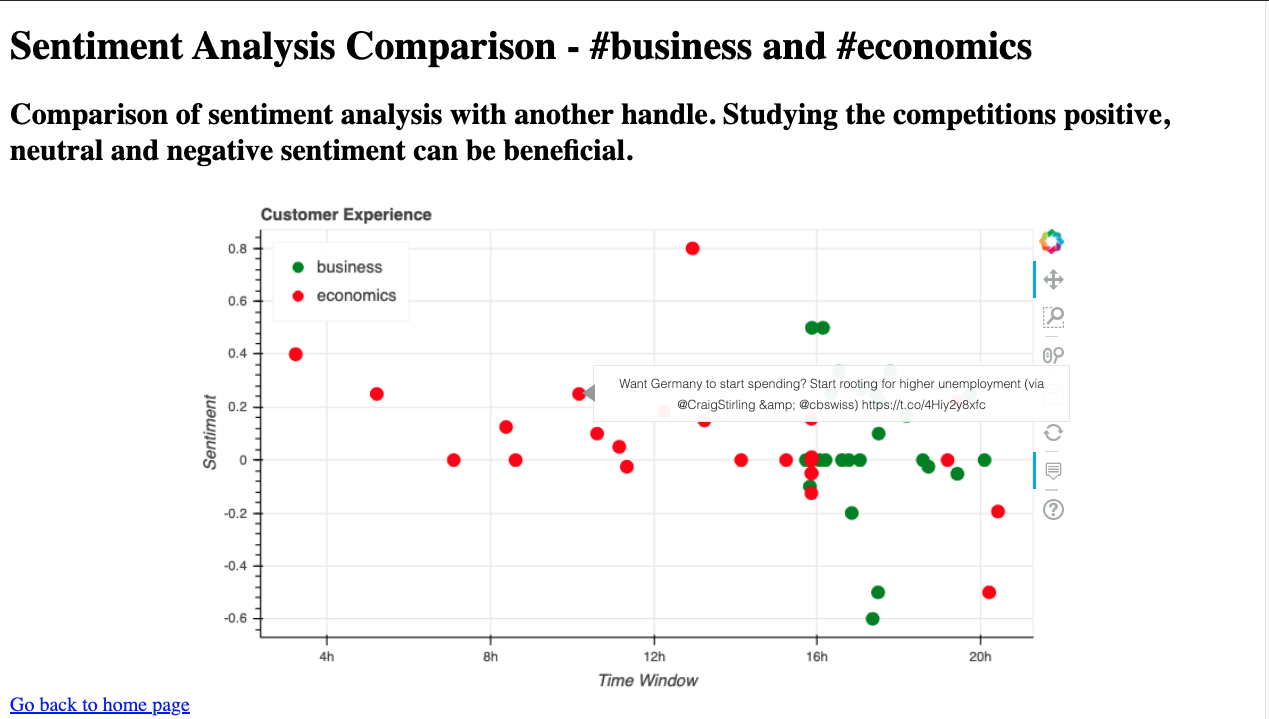 Sentiment Analysis Comparison - #business and #economics
Comparison of sentiment analysis with another handle. Studying the competitions positive,
neutral and negative sentiment can be beneficial.
Customer Experience
business
economics
Want Germany to start spending? Start rooting for higher unemployment (via
@CraigStirling &amp; @cbswiss) https://t.co/4Hiy2y8xfc
Sentiment
0.8
0.6
0.4
0.2
0
-0.2
-0.4
-0.6
4h
8h
12h
16h
20h
Time Window
Go back to home page